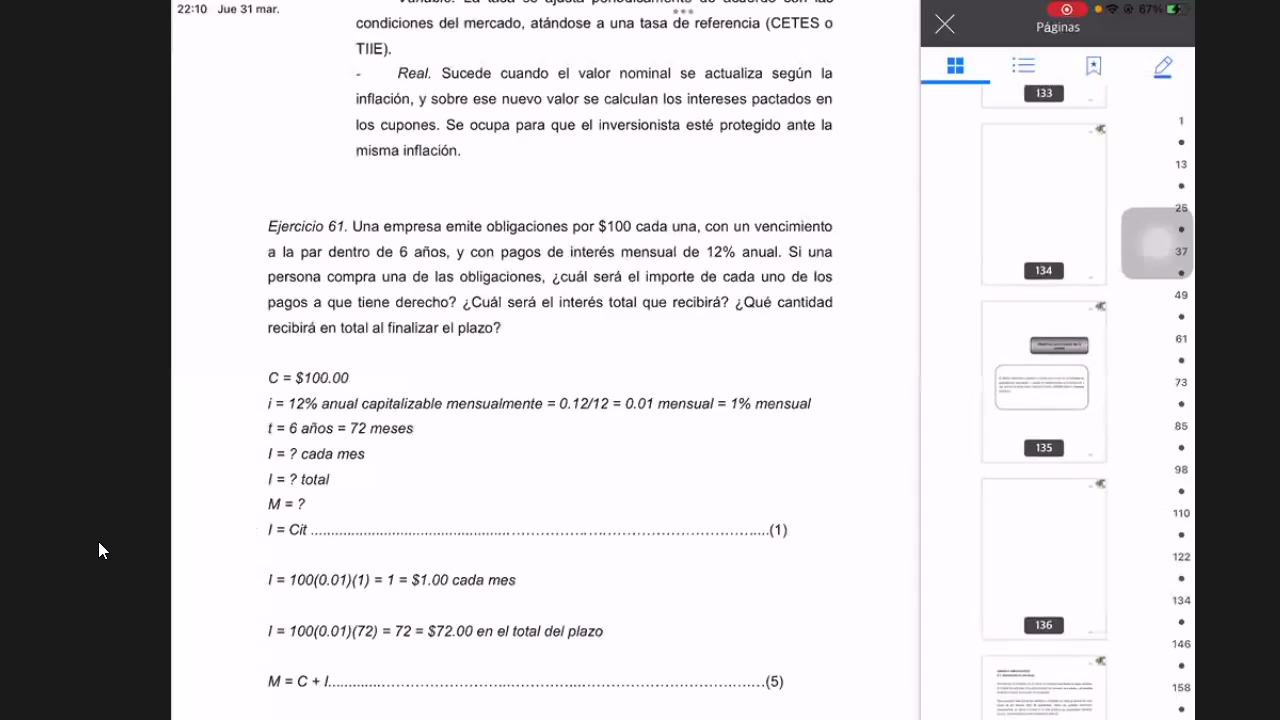 22:10 Jue 31 mar.
67%
condiciones del mercado, atándose a una tasa de referencia (CETES o
TIIE).
- Real. Sucede cuando el valor nominal se actualiza según la
inflación, y sobre ese nuevo valor se calculan los intereses pactados en
los cupones. Se ocupa para que el inversionista esté protegido ante la
misma inflación.
Ejercicio 61. Una empresa emite obligaciones por $100 cada una, con un vencimiento
a la par dentro de 6 años, y con pagos de interés mensual de 12% anual. Si una
persona compra una de las obligaciones, ¿cuál será el importe de cada uno de los
pagos a que tiene derecho? ¿Cuál será el interés total que recibirá? ¿Qué cantidad
recibirá en total al finalizar el plazo?
C = $100.00
i = 12% anual capitalizable mensualmente = 0.12/12 = 0.01 mensual = 1% mensual
t = 6 años = 72 meses
I = ? cada mes
I = ? total
M = ?
I = Cit ....................................................................................................(1)
I = 100(0.01)(1) = 1 = $1.00 cada mes
I = 100(0.01)(72) = 72 = $72.00 en el total del plazo
M = C + I..................................................................................................(5)
Páginas
133
134
135
136
1
13
25
37
49
61
73
85
98
110
122
134
146
158